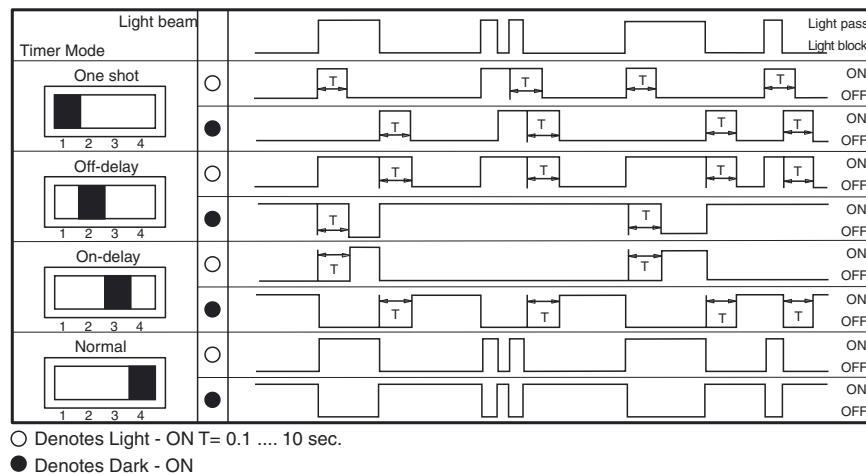 Light beam
Timer Mode
Light pass
Light block
One shot
1 2 3 4
T T T T
ON
OFF
T T T T
ON
OFF
Off-delay
1 2 3 4
T T T T
ON
OFF
T T
ON
OFF
On-delay
1 2 3 4
T T
ON
OFF
T T T T
ON
OFF
Normal
1 2 3 4
ON
OFF
ON
OFF
Denotes Light - ON T= 0.1 .... 10 sec.
Denotes Dark - ON